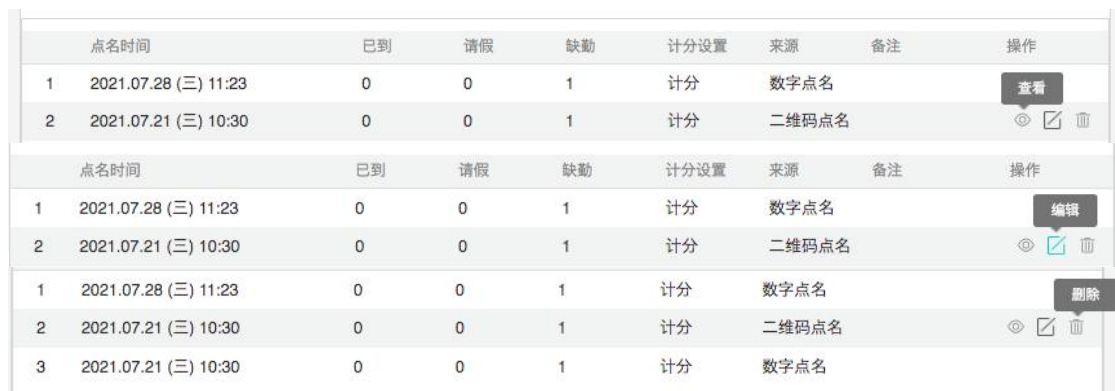 点名时间 已到 请假 缺勤 计分设置 来源 备注 操作
1 2021.07.28 (三) 11:23 0 0 1 计分 数字点名
查看
2 2021.07.21 (三) 10:30 0 0 1 计分 二维码点名
点名时间 已到 请假 缺勤 计分设置 来源 备注 操作
1 2021.07.28 (三) 11:23 0 0 1 计分 数字点名
编辑
2 2021.07.21 (三) 10:30 0 0 1 计分 二维码点名
1 2021.07.28 (三) 11:23 0 0 1 计分 数字点名
删除
2 2021.07.21 (三) 10:30 0 0 1 计分 二维码点名
3 2021.07.21 (三) 10:30 0 0 1 计分 数字点名